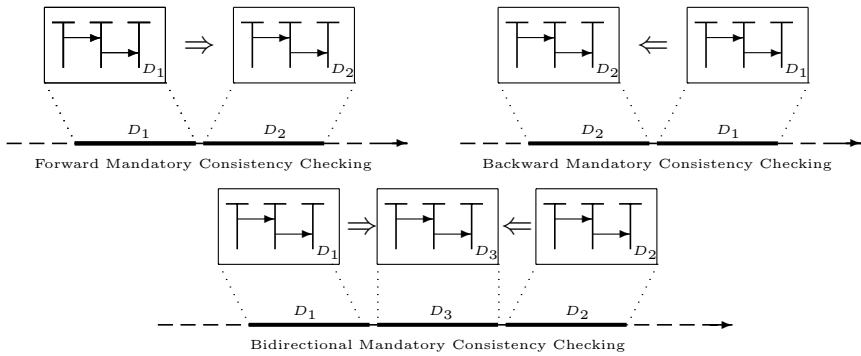 D1 ⇒ D2
D2 ⇐ D1
D1 D2
D2 D1
Forward Mandatory Consistency Checking
Backward Mandatory Consistency Checking
D1 ⇒ D3 ⇐ D2
D1 D3 D2
Bidirectional Mandatory Consistency Checking